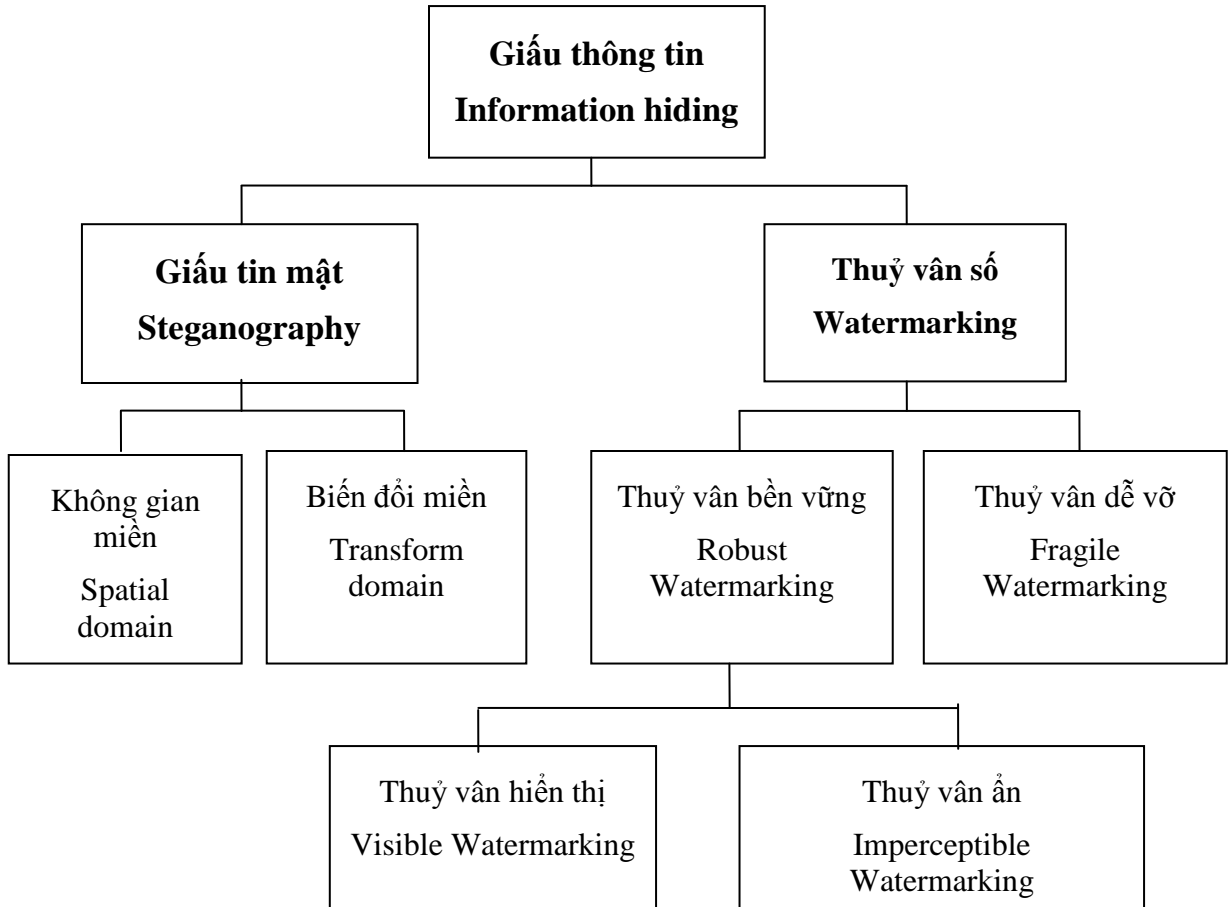 Giấu thông tin
Information hiding
Giấu tin mật
Steganography
Thuỷ vân số
Watermarking
Không gian
miền
Spatial
domain
Biến đổi miền
Transform
domain
Thuỷ vân bền vững
Robust
Watermarking
Thuỷ vân dễ vỡ
Fragile
Watermarking
Thuỷ vân hiển thị
Visible Watermarking
Thuỷ vân ẩn
Imperceptible
Watermarking